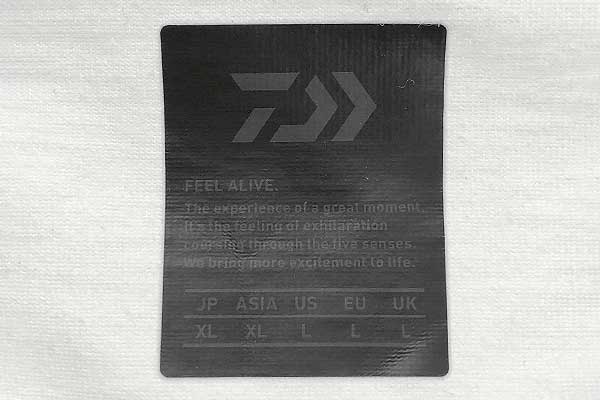 FEEL ALIVE.
The experience of a great moment.
It's the feeling of exhilaration
coursing through the five senses.
We bring more excitement to life.
JP ASIA US EU UK
XL XL L L L